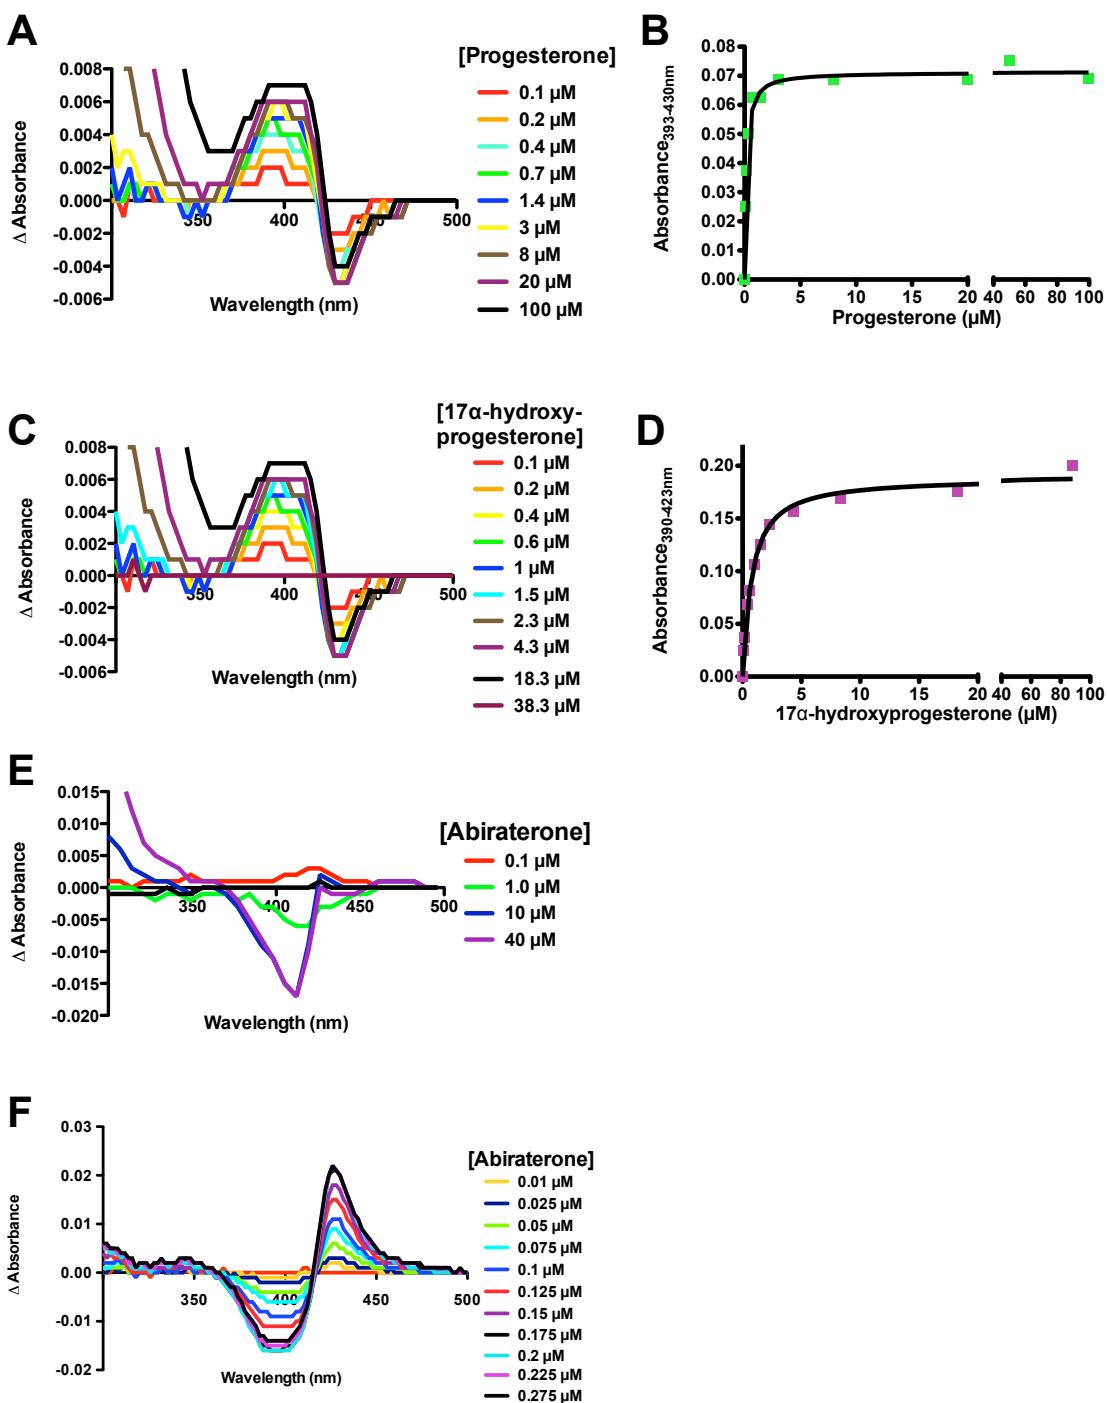 A
[Progesterone]
0.008
0.006
0.004
0.002
0.000
-0.002
-0.004
-0.006
350
400
500
Δ Absorbance
Wavelength (nm)
0.1 µM
0.2 µM
0.4 µM
0.7 µM
1.4 µM
3 µM
8 µM
20 µM
100 µM
B
0.08
0.07
0.06
0.05
0.04
0.03
0.02
0.01
0.00
0
5
10
15
20
40
60
80
100
Absorbance393-430nm
Progesterone (µM)
C
[17α-hydroxy-
progesterone]
0.008
0.006
0.004
0.002
0.000
-0.002
-0.004
-0.006
350
400
500
Δ Absorbance
Wavelength (nm)
0.1 µM
0.2 µM
0.4 µM
0.6 µM
1 µM
1.5 µM
2.3 µM
4.3 µM
18.3 µM
38.3 µM
D
0.20
0.15
0.10
0.05
0.00
0
5
10
15
20
40
60
80
100
Absorbance390-423nm
17α-hydroxyprogesterone (µM)
E
[Abiraterone]
0.015
0.010
0.005
0.000
-0.005
-0.010
-0.015
-0.020
350
400
450
500
Δ Absorbance
Wavelength (nm)
0.1 µM
1.0 µM
10 µM
40 µM
F
[Abiraterone]
0.03
0.02
0.01
0.00
-0.01
-0.02
350
400
450
500
Δ Absorbance
Wavelength (nm)
0.01 µM
0.025 µM
0.05 µM
0.075 µM
0.1 µM
0.125 µM
0.15 µM
0.175 µM
0.2 µM
0.225 µM
0.275 µM